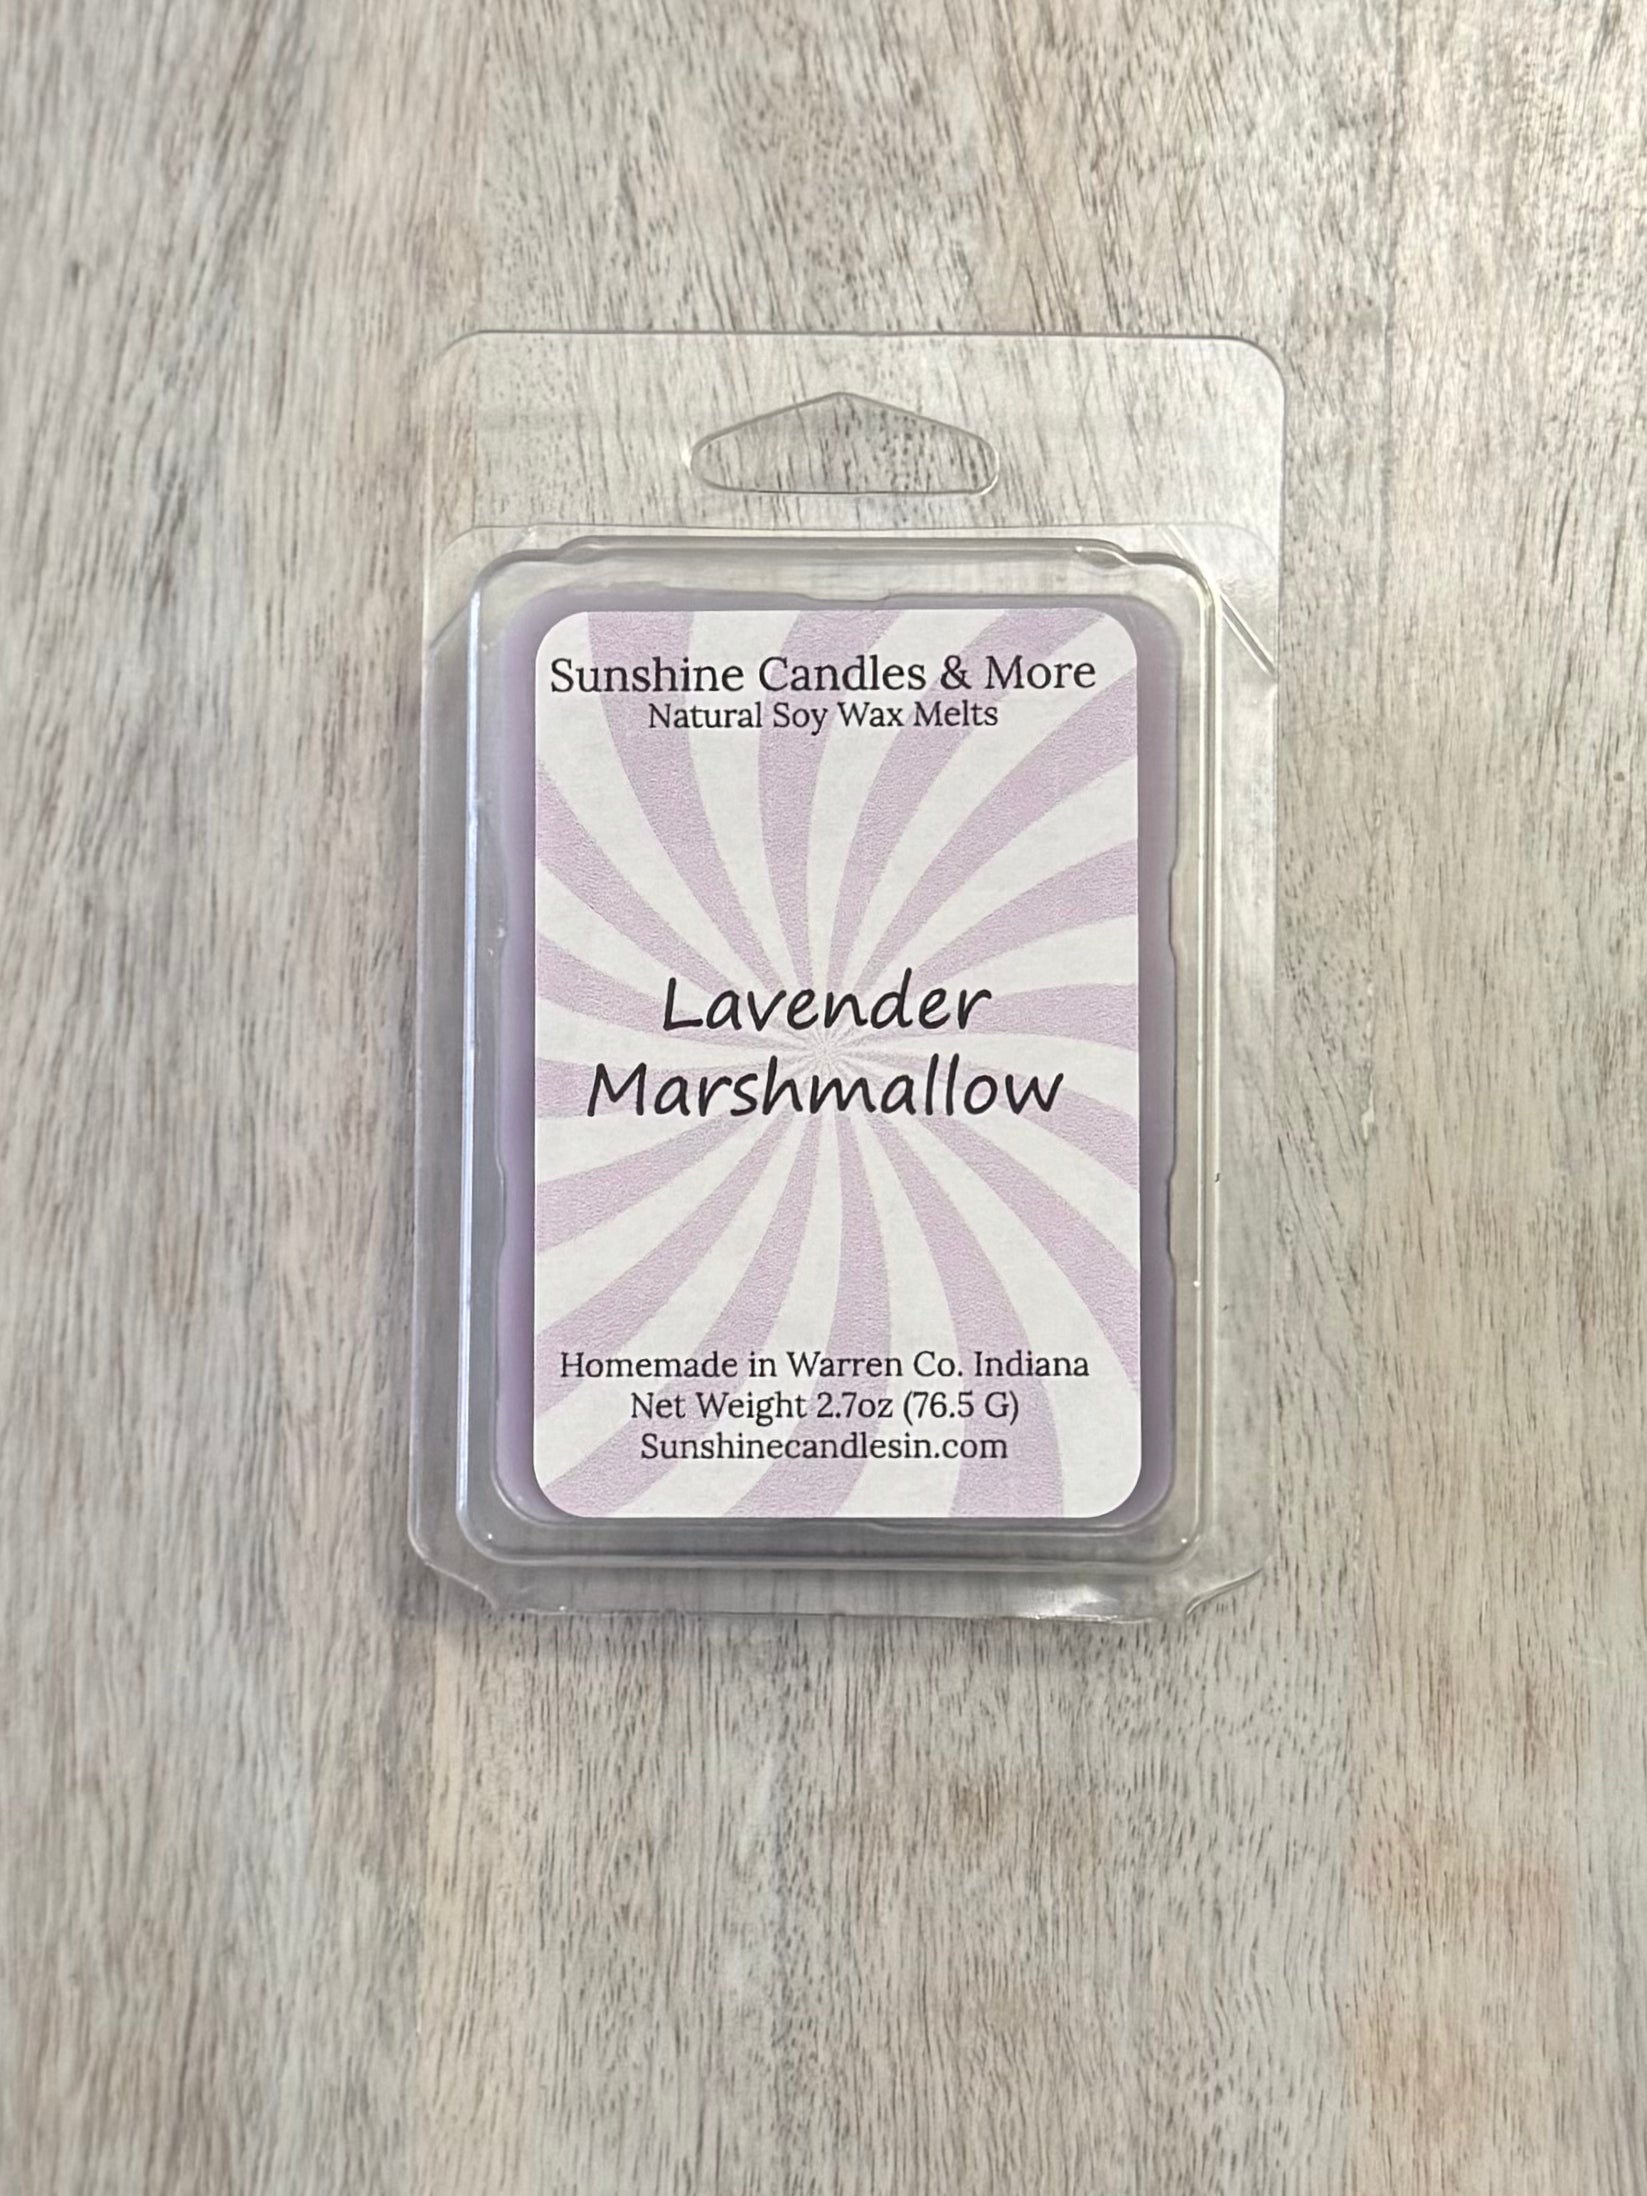 Sunshine Candles & More
Natural Soy Wax Melts
Lavender
Marshmallow
Homemade in Warren Co. Indiana
Net Weight 2.7oz (76.5 G)
Sunshinecandlesin.com